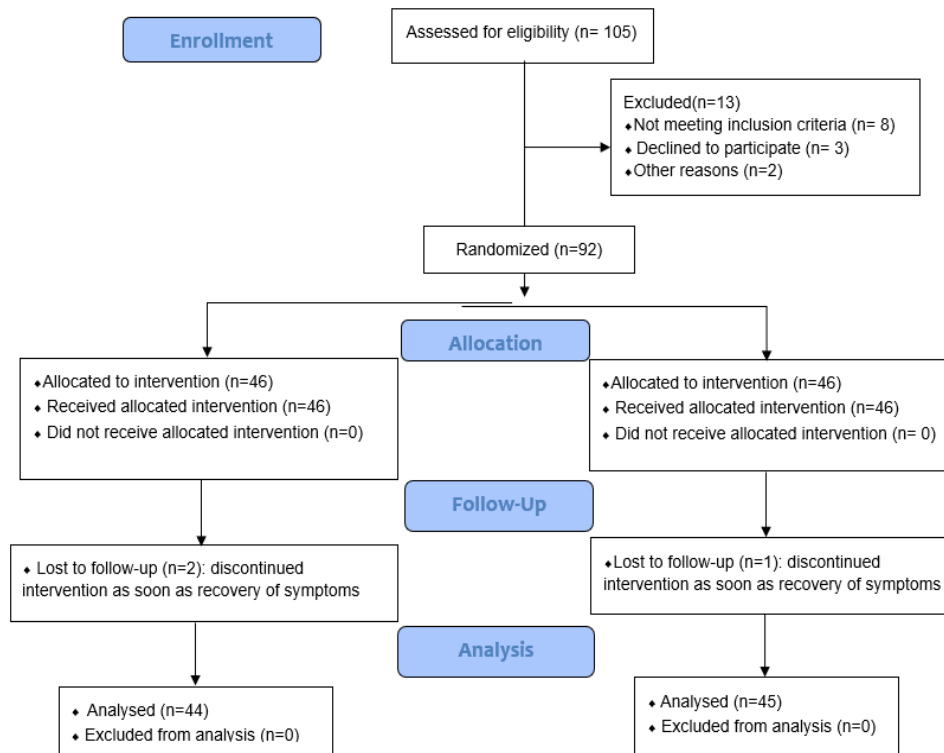 Enrollment
Assessed for eligibility (n= 105)
Excluded(n=13)
⬥Not meeting inclusion criteria (n= 8)
⬥ Declined to participate (n= 3)
⬥Other reasons (n=2)
Randomized (n=92)
Allocation
⬥Allocated to intervention (n=46)
⬥ Received allocated intervention (n=46)
⬥ Did not receive allocated intervention (n=0)
⬥Allocated to intervention (n=46)
⬥ Received allocated intervention (n=46)
⬥ Did not receive allocated intervention (n= 0)
Follow-Up
⬥ Lost to follow-up (n=2): discontinued
intervention as soon as recovery of symptoms
⬥Lost to follow-up (n=1): discontinued
intervention as soon as recovery of symptoms
Analysis
⬥ Analysed (n=44)
⬥ Excluded from analysis (n=0)
⬥ Analysed (n=45)
⬥ Excluded from analysis (n=0)